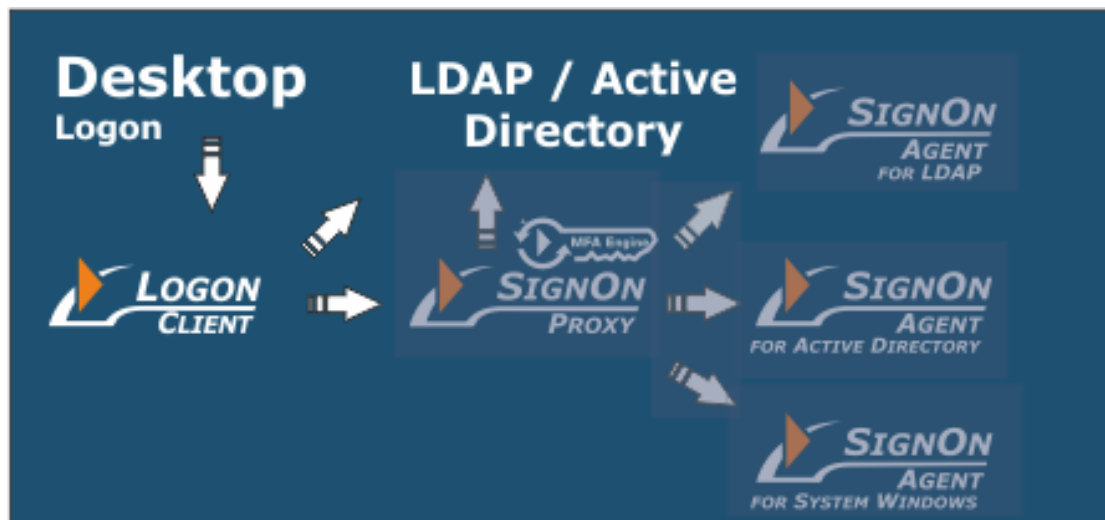 Desktop
Logon
LDAP / Active
Directory
SIGNON
AGENT
FOR LDAP
LOGON
CLIENT
MFA Engine
SIGNON
PROXY
SIGNON
AGENT
FOR ACTIVE DIRECTORY
SIGNON
AGENT
FOR SYSTEM WINDOWS